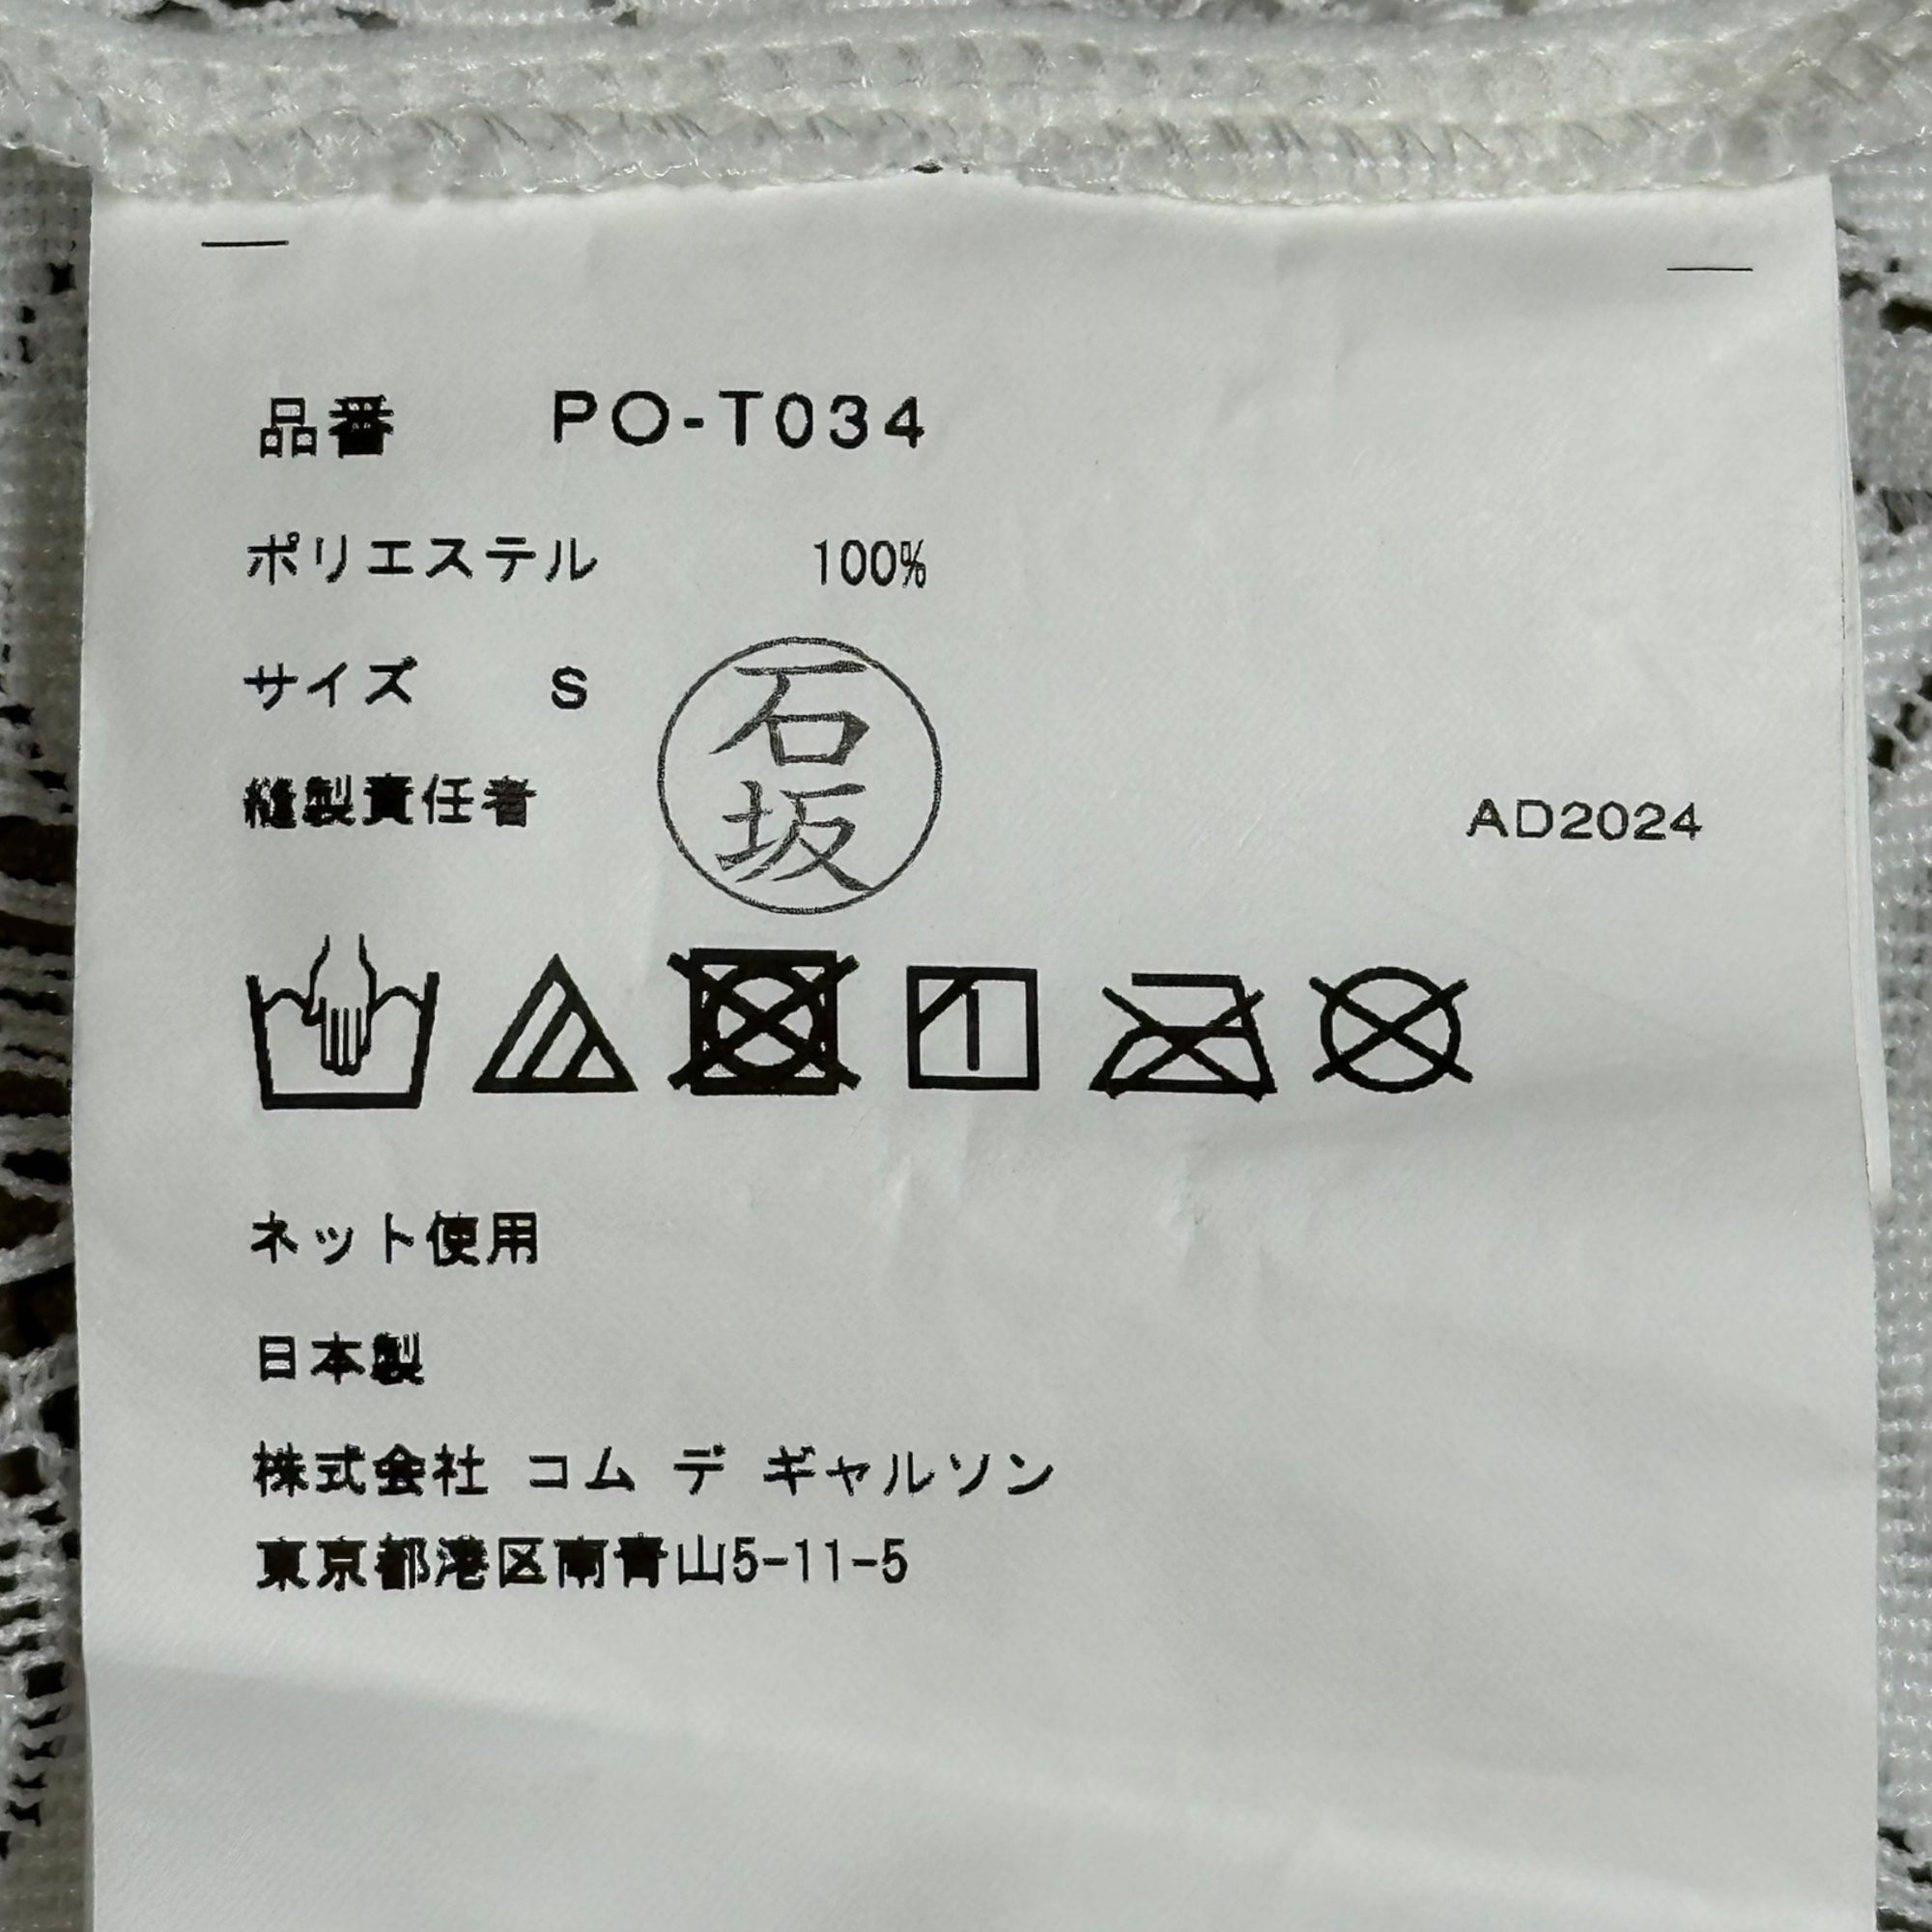 品番 PO-T034
ポリエステル 100%
サイズ S
石坂
縫製責任者
AD2024
ネット使用
日本製
株式会社 コム デ ギャルソン
東京都港区南青山5-11-5